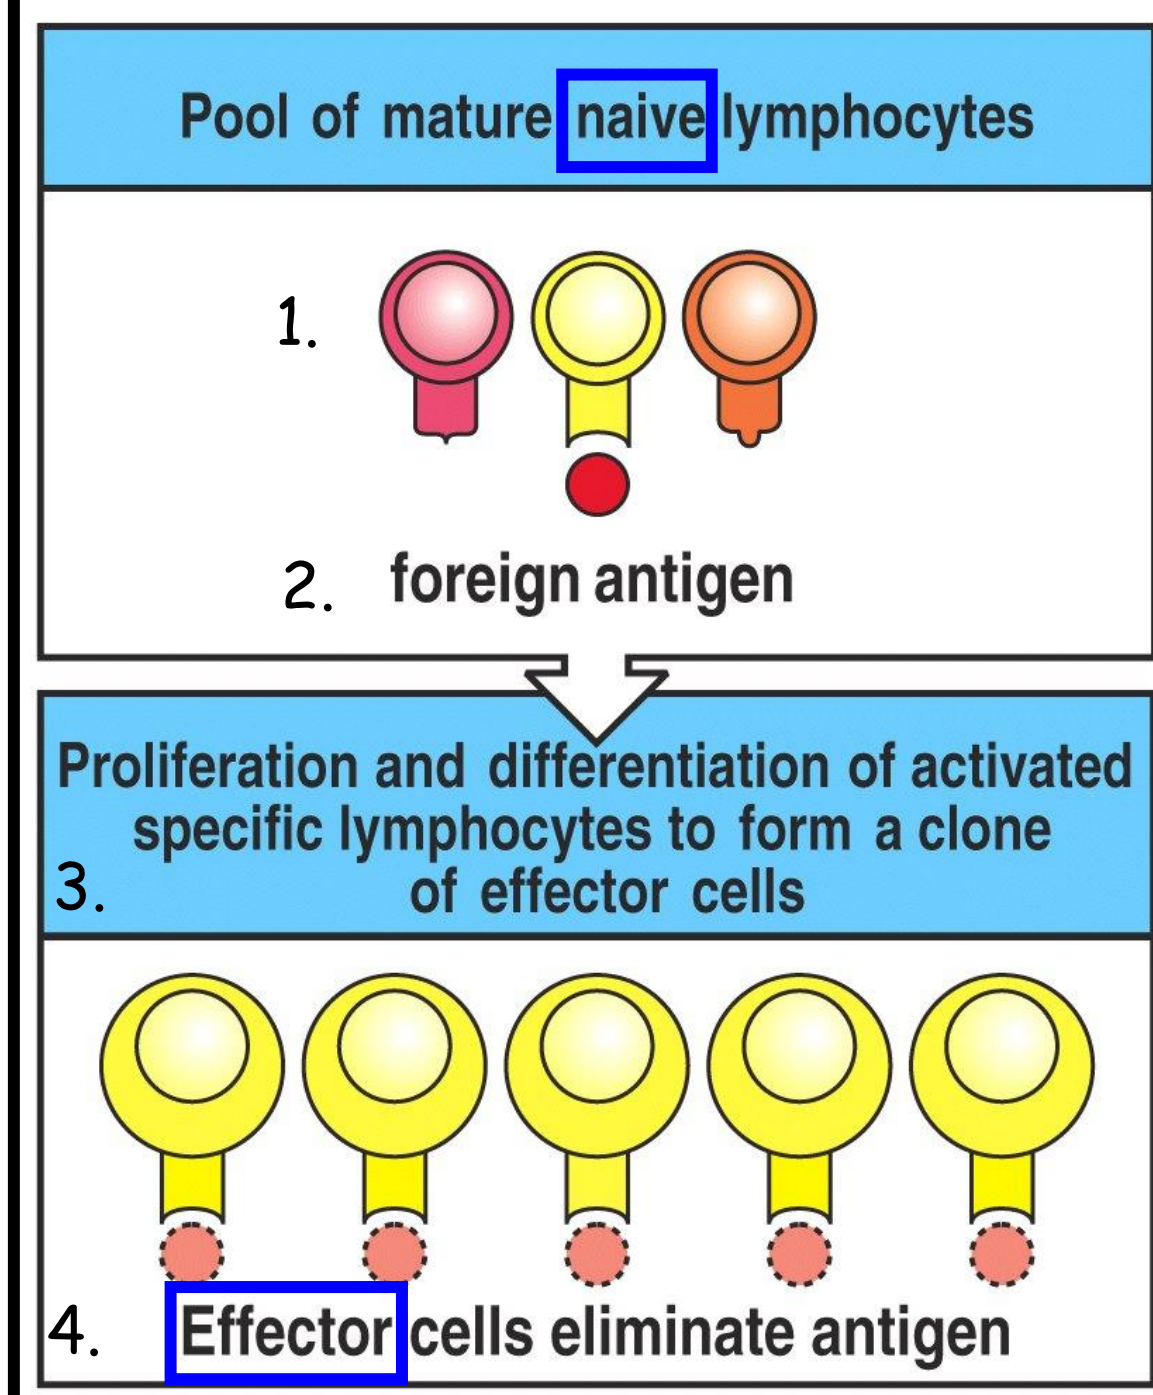 Pool of mature naive lymphocytes
1.
2. foreign antigen
Proliferation and differentiation of activated
specific lymphocytes to form a clone
3. of effector cells
4. Effector cells eliminate antigen